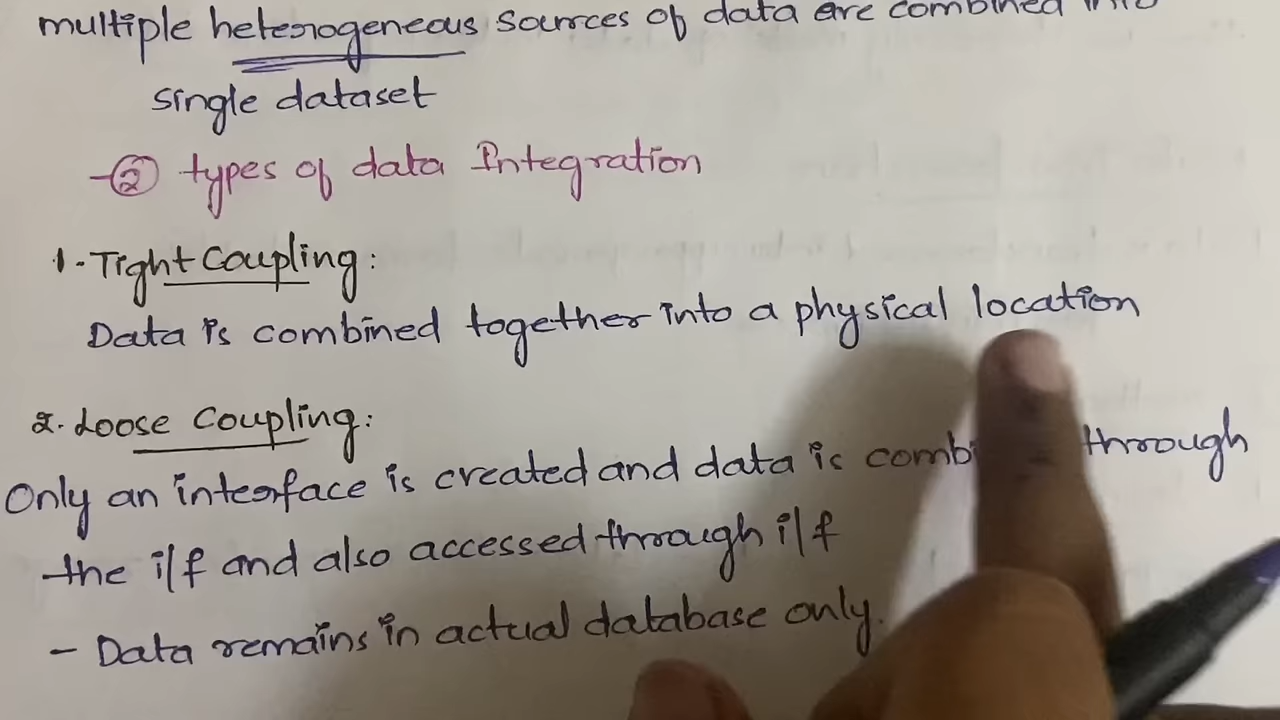 multiple heterogeneous sources of data are combined into
single dataset
-② types of data Integration
1. Tight Coupling:
Data is combined together into a physical location
2. Loose Coupling:
Only an interface is created and data is through
the i/f and also accessed through i/f
- Data remains in actual database only.